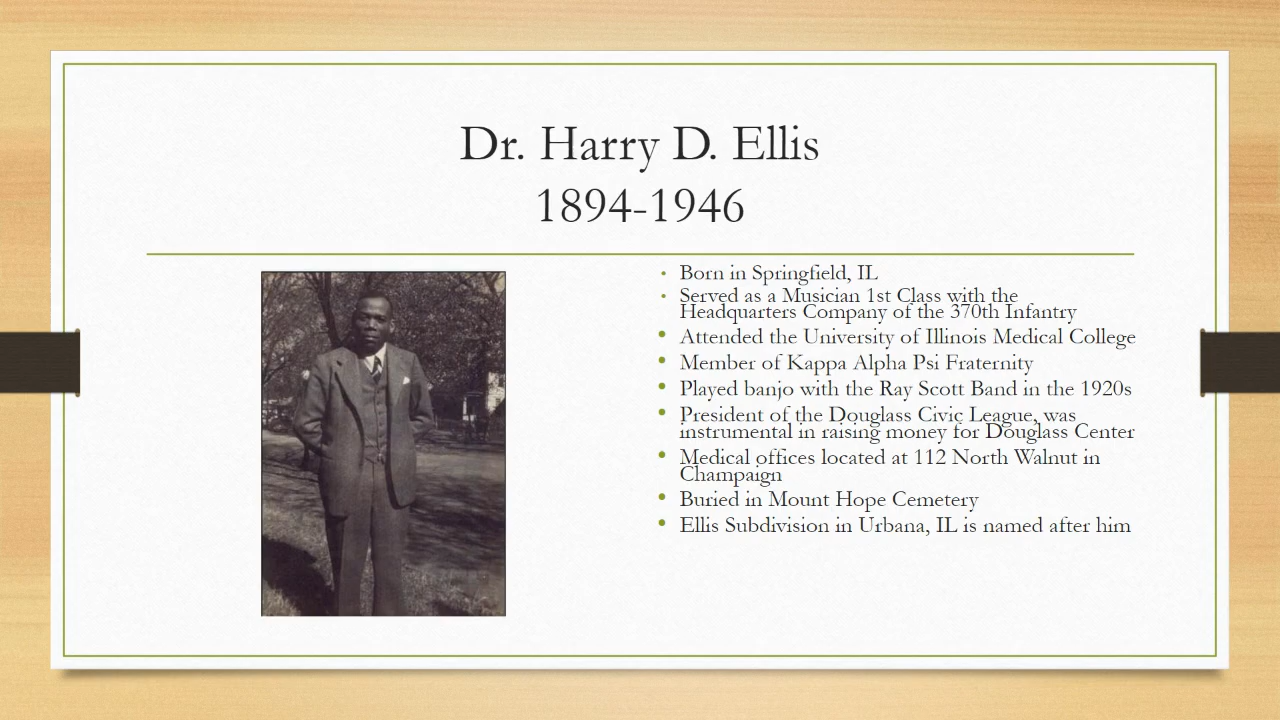 Dr. Harry D. Ellis
1894-1946
• Born in Springfield, IL
• Served as a Musician 1st Class with the
Headquarters Company of the 370th Infantry
• Attended the University of Illinois Medical College
• Member of Kappa Alpha Psi Fraternity
• Played banjo with the Ray Scott Band in the 1920s
• President of the Douglass Civic League, was
instrumental in raising money for Douglass Center
• Medical offices located at 112 North Walnut in
Champaign
• Buried in Mount Hope Cemetery
• Ellis Subdivision in Urbana, IL is named after him